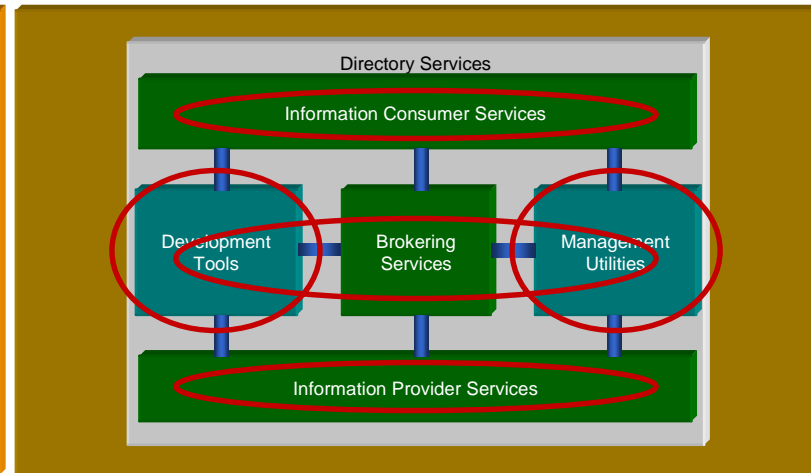 Directory Services
Information Consumer Services
Development
Tools
Brokering
Services
Management
Utilities
Information Provider Services